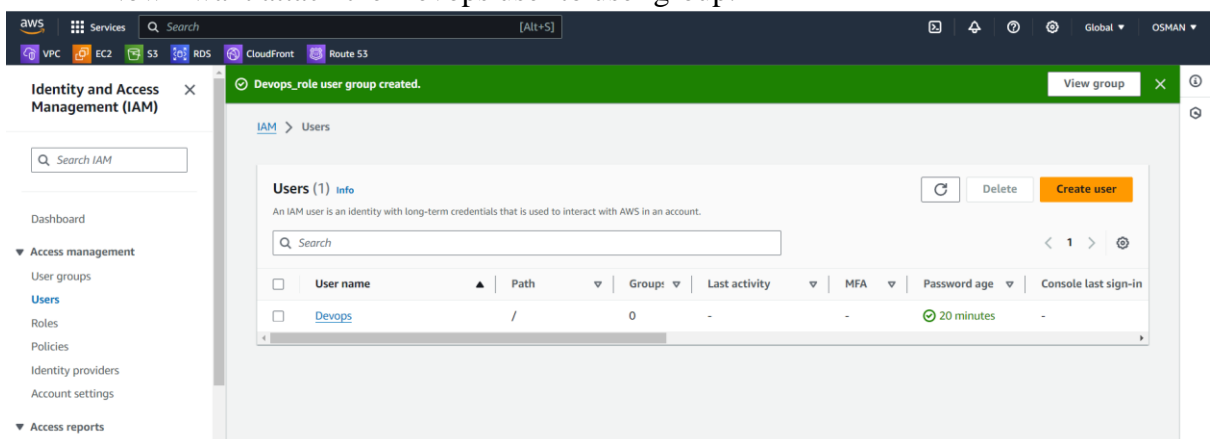 aws Services Search [Alt+S] Global ▼ OSMAN ▼
VPC EC2 S3 RDS CloudFront Route 53
Identity and Access Management (IAM)
Search IAM
Dashboard
▼ Access management
User groups
Users
Roles
Policies
Identity providers
Account settings
▼ Access reports
Devops_role user group created. View group
IAM > Users
Users (1) Info Delete Create user
An IAM user is an identity with long-term credentials that is used to interact with AWS in an account.
Search < 1 >
User name ▲ Path Groups Last activity MFA Password age Console last sign-in
Devops / 0 - - 20 minutes -